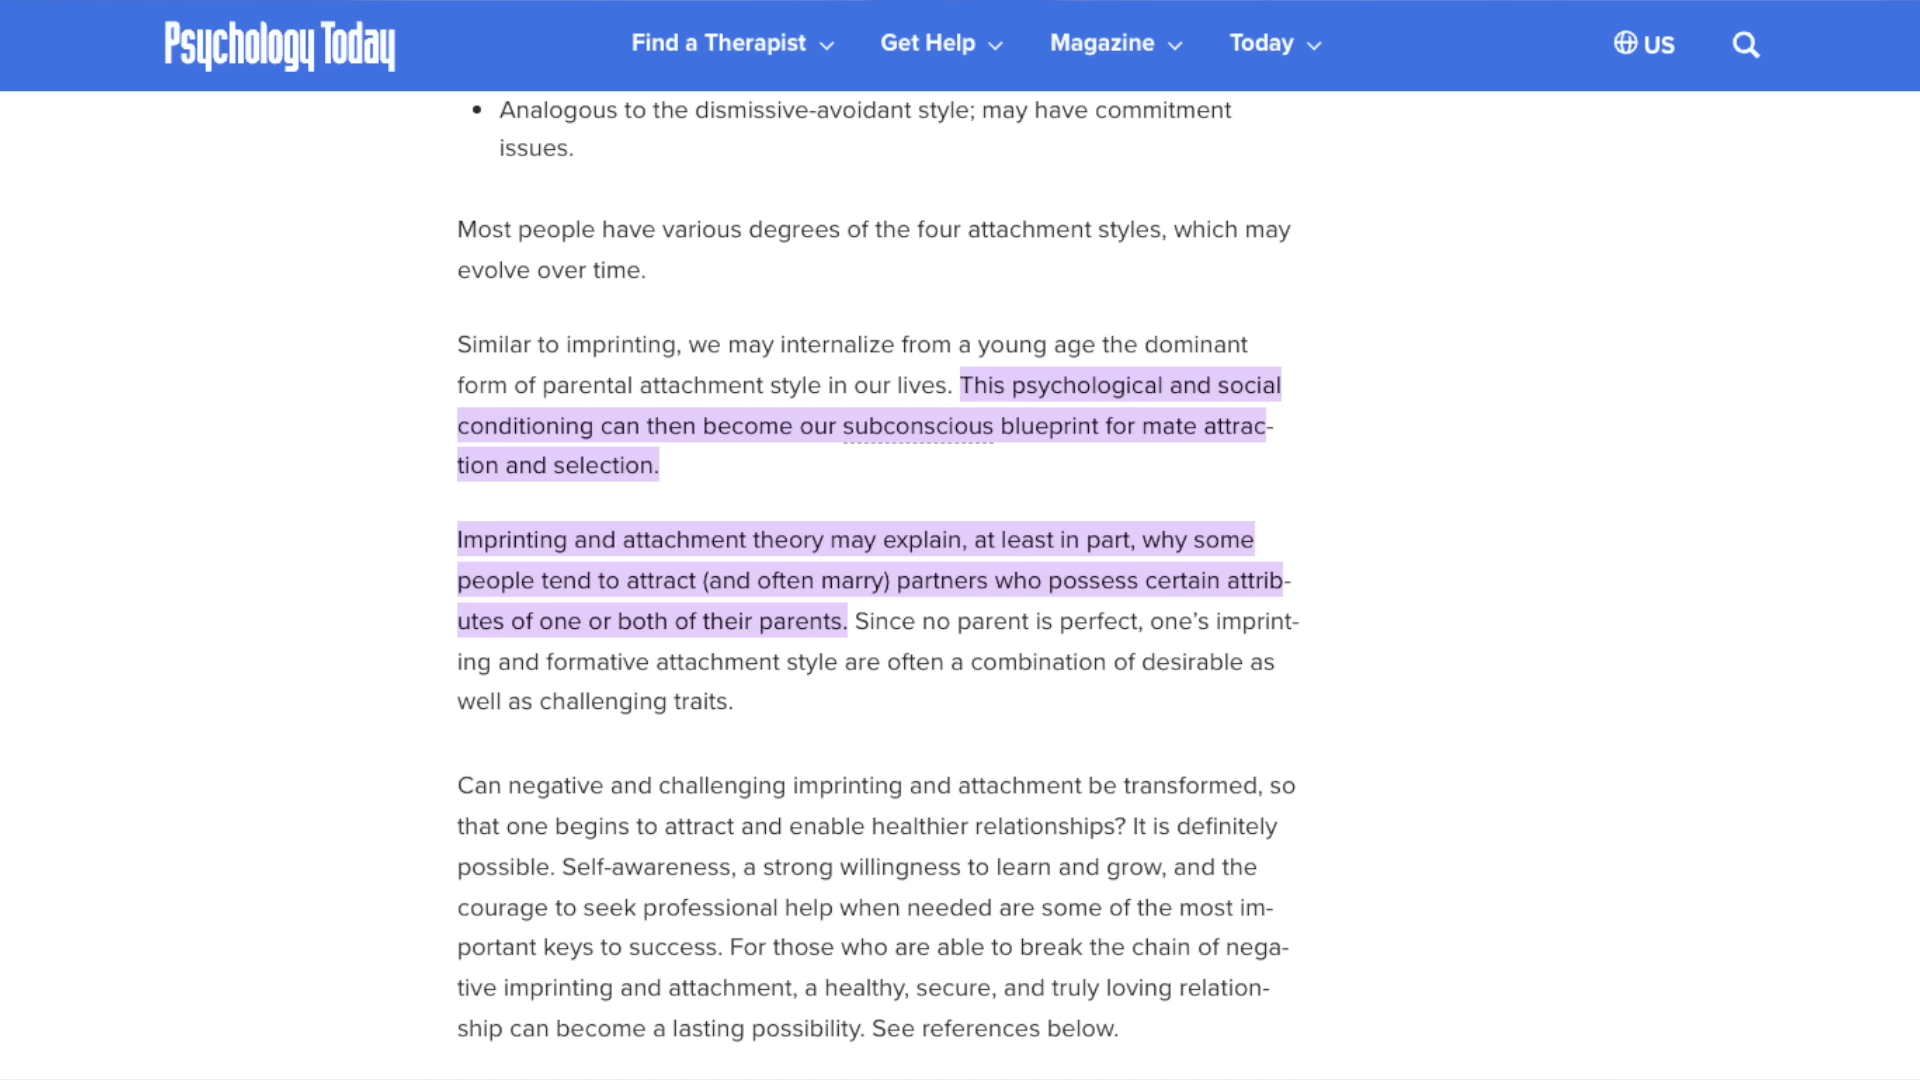 Psychology Today
Find a Therapist
Get Help
Magazine
Today
US
• Analogous to the dismissive-avoidant style; may have commitment
issues.
Most people have various degrees of the four attachment styles, which may
evolve over time.
Similar to imprinting, we may internalize from a young age the dominant
form of parental attachment style in our lives. This psychological and social
conditioning can then become our subconscious blueprint for mate attrac-
tion and selection.
Imprinting and attachment theory may explain, at least in part, why some
people tend to attract (and often marry) partners who possess certain attrib-
utes of one or both of their parents. Since no parent is perfect, one’s imprint-
ing and formative attachment style are often a combination of desirable as
well as challenging traits.
Can negative and challenging imprinting and attachment be transformed, so
that one begins to attract and enable healthier relationships? It is definitely
possible. Self-awareness, a strong willingness to learn and grow, and the
courage to seek professional help when needed are some of the most im-
portant keys to success. For those who are able to break the chain of nega-
tive imprinting and attachment, a healthy, secure, and truly loving relation-
ship can become a lasting possibility. See references below.